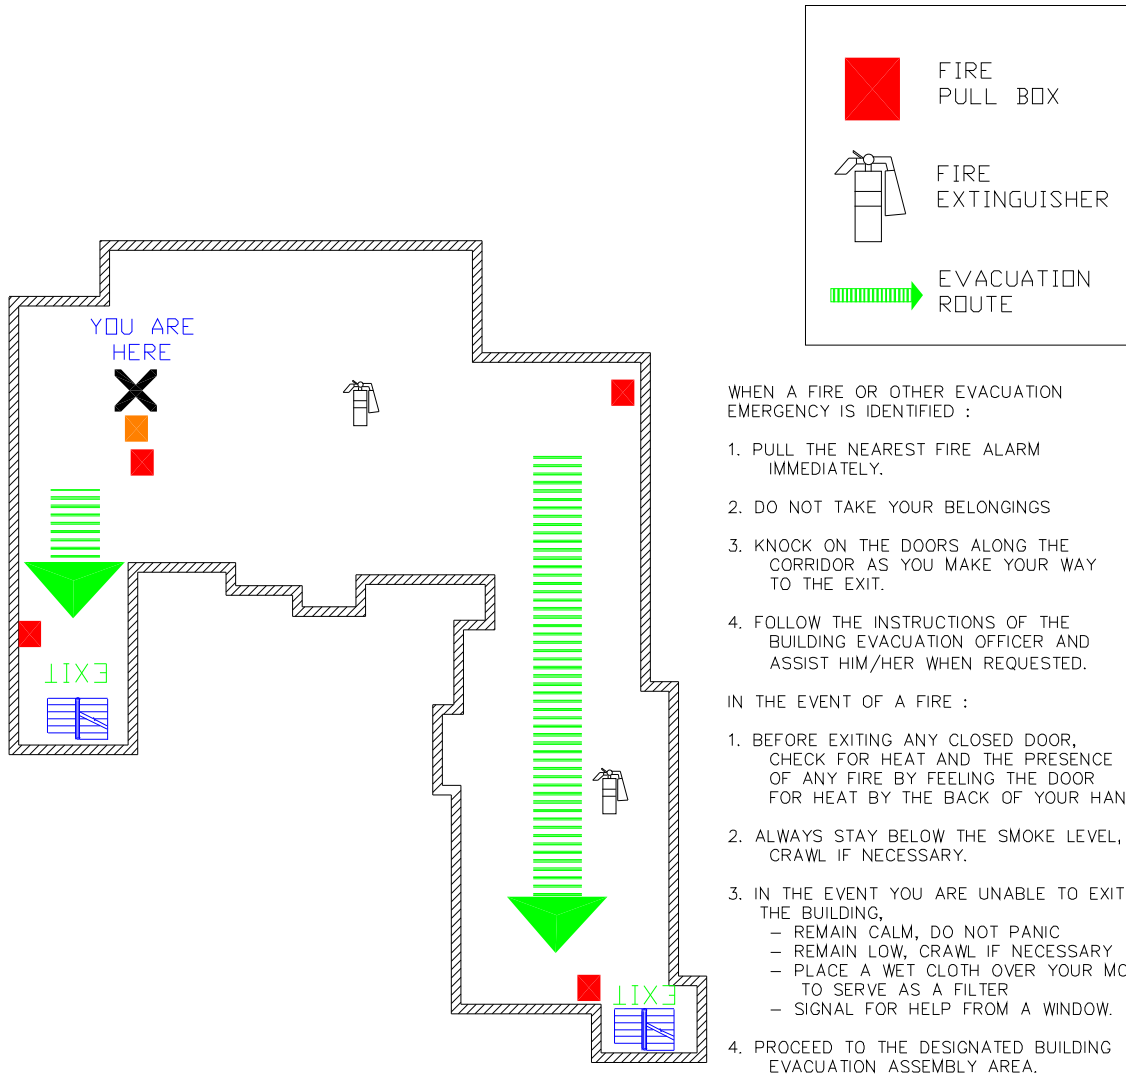 FIRE
PULL BOX
FIRE
EXTINGUISHER
EVACUATION
ROUTE
YOU ARE
HERE
EXIT
EXIT
WHEN A FIRE OR OTHER EVACUATION
EMERGENCY IS IDENTIFIED :
1. PULL THE NEAREST FIRE ALARM
IMMEDIATELY.
2. DO NOT TAKE YOUR BELONGINGS
3. KNOCK ON THE DOORS ALONG THE
CORRIDOR AS YOU MAKE YOUR WAY
TO THE EXIT.
4. FOLLOW THE INSTRUCTIONS OF THE
BUILDING EVACUATION OFFICER AND
ASSIST HIM/HER WHEN REQUESTED.
IN THE EVENT OF A FIRE :
1. BEFORE EXITING ANY CLOSED DOOR,
CHECK FOR HEAT AND THE PRESENCE
OF ANY FIRE BY FEELING THE DOOR
FOR HEAT BY THE BACK OF YOUR HAN
2. ALWAYS STAY BELOW THE SMOKE LEVEL,
CRAWL IF NECESSARY.
3. IN THE EVENT YOU ARE UNABLE TO EXIT
THE BUILDING,
– REMAIN CALM, DO NOT PANIC
– REMAIN LOW, CRAWL IF NECESSARY
– PLACE A WET CLOTH OVER YOUR MO
TO SERVE AS A FILTER
– SIGNAL FOR HELP FROM A WINDOW.
4. PROCEED TO THE DESIGNATED BUILDING
EVACUATION ASSEMBLY AREA.